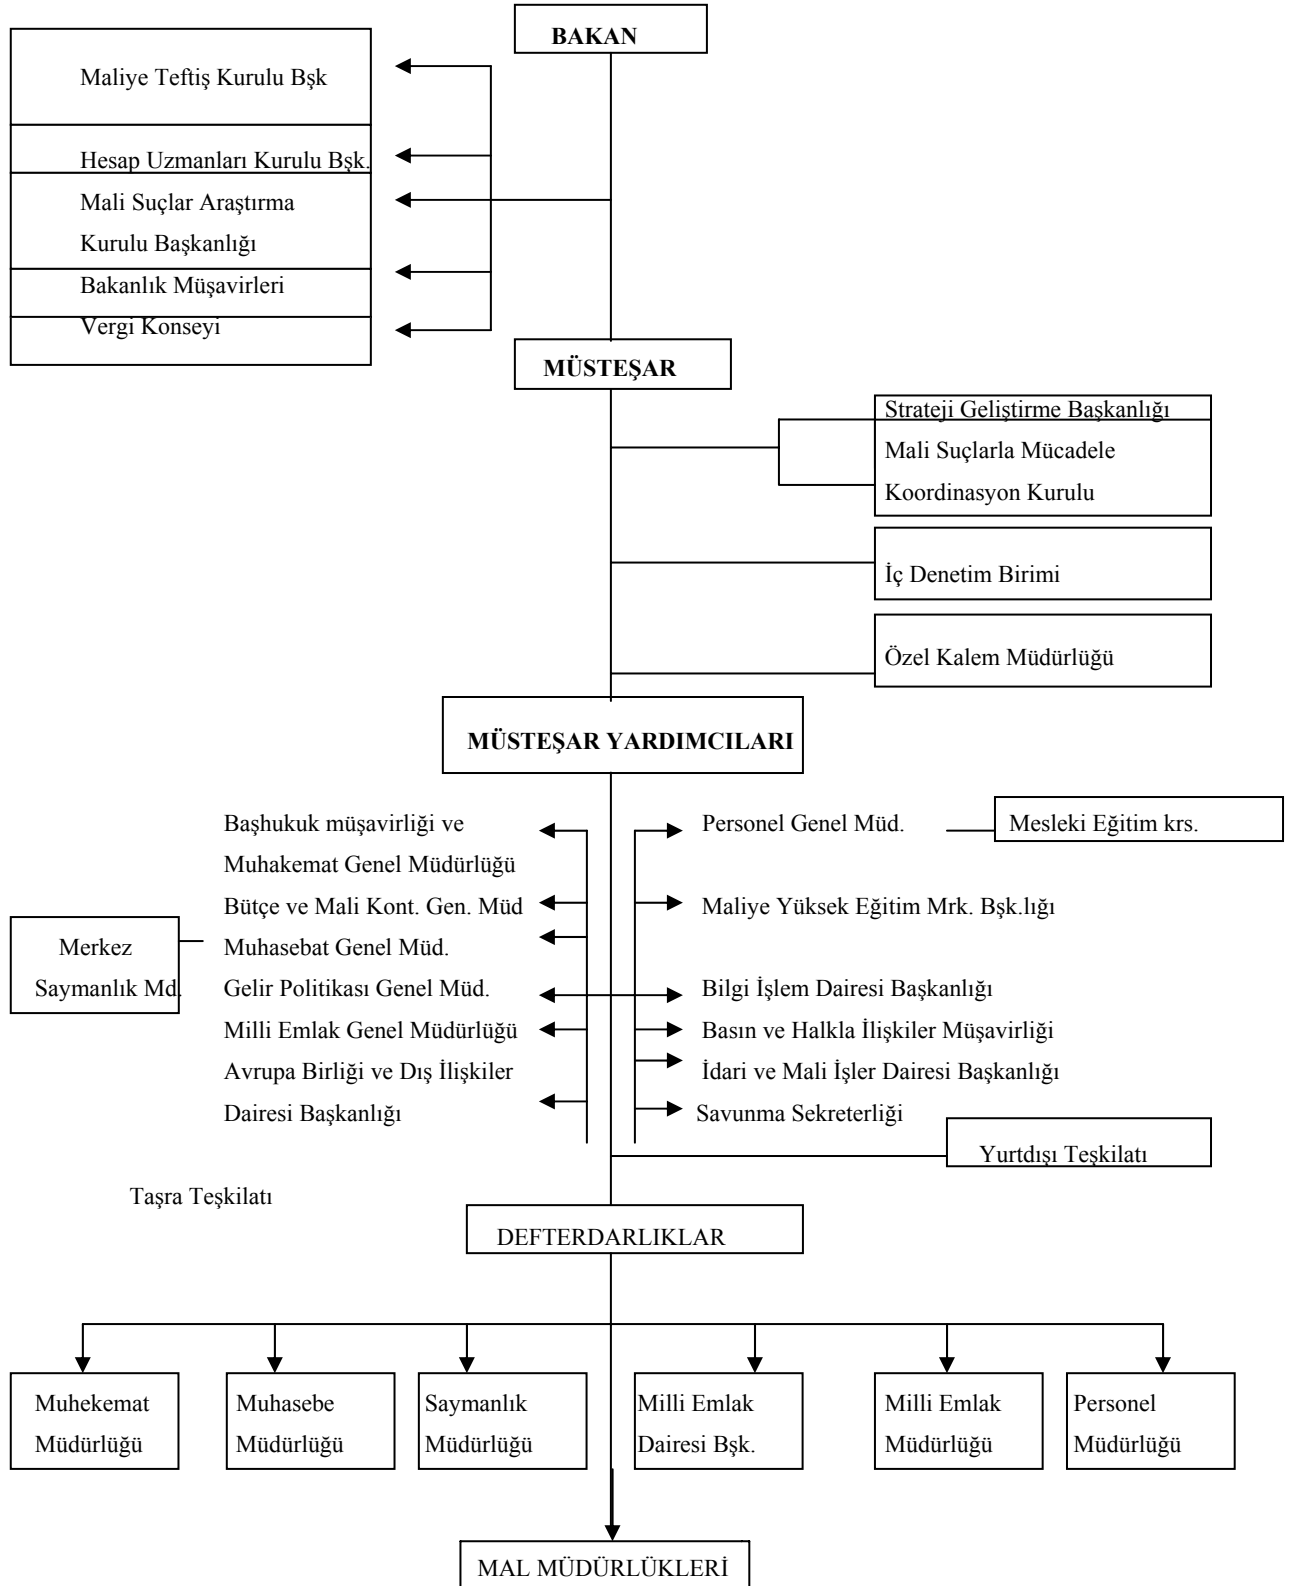 BAKAN
Maliye Teftiş Kurulu Bşk
Hesap Uzmanları Kurulu Bşk.
Mali Suçlar Araştırma
Kurulu Başkanlığı
Bakanlık Müşavirleri
Vergi Konseyi
MÜSTEŞAR
Strateji Geliştirme Başkanlığı
Mali Suçlarla Mücadele
Koordinasyon Kurulu
İç Denetim Birimi
Özel Kalem Müdürlüğü
MÜSTEŞAR YARDIMCILARI
Başhukuk müşavirliği ve
Muhakemat Genel Müdürlüğü
Bütçe ve Mali Kont. Gen. Müd
Muhasebat Genel Müd.
Gelir Politikası Genel Müd.
Milli Emlak Genel Müdürlüğü
Avrupa Birliği ve Dış İlişkiler
Dairesi Başkanlığı
Merkez
Saymanlık Md.
Personel Genel Müd.
Mesleki Eğitim krs.
Maliye Yüksek Eğitim Mrk. Bşk.lığı
Bilgi İşlem Dairesi Başkanlığı
Basın ve Halkla İlişkiler Müşavirliği
İdari ve Mali İşler Dairesi Başkanlığı
Savunma Sekreterliği
Yurtdışı Teşkilatı
Taşra Teşkilatı
DEFTERDARLIKLAR
Muhekemat
Müdürlüğü
Muhasebe
Müdürlüğü
Saymanlık
Müdürlüğü
Milli Emlak
Dairesi Bşk.
Milli Emlak
Müdürlüğü
Personel
Müdürlüğü
MAL MÜDÜRLÜKLERİ